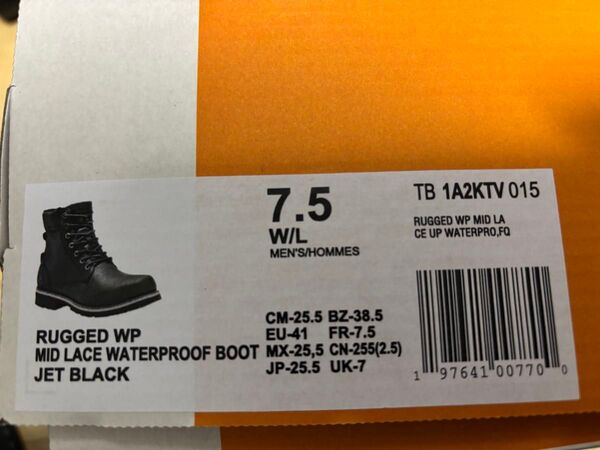 7.5
W/L
MEN'S/HOMMES
TB 1A2KTV 015
RUGGED WP MID LA
CE UP WATERPRO,FQ
RUGGED WP
MID LACE WATERPROOF BOOT
JET BLACK
CM-25.5 BZ-38.5
EU-41 FR-7.5
MX-25,5 CN-255(2.5)
JP-25.5 UK-7
1 97641 00770 0